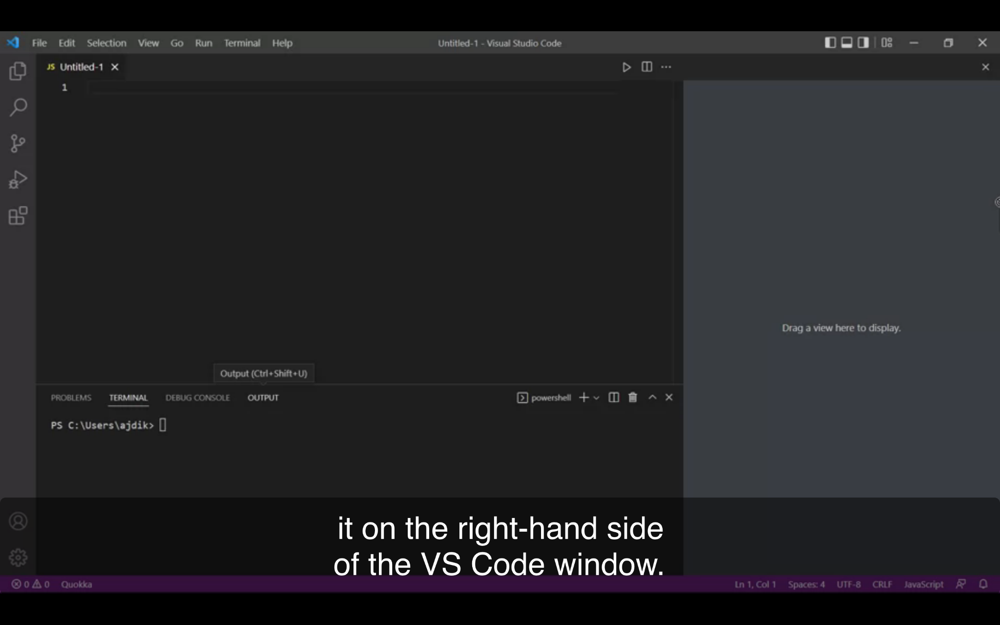 File Edit Selection View Go Run Terminal Help Untitled-1 - Visual Studio Code
JS Untitled-1
1
Drag a view here to display.
Output (Ctrl+Shift+U)
PROBLEMS TERMINAL DEBUG CONSOLE OUTPUT powershell
PS C:\Users\ajdik>
it on the right-hand side
of the VS Code window.
0 0 Quokka Ln 1, Col 1 Spaces: 4 UTF-8 CRLF JavaScript